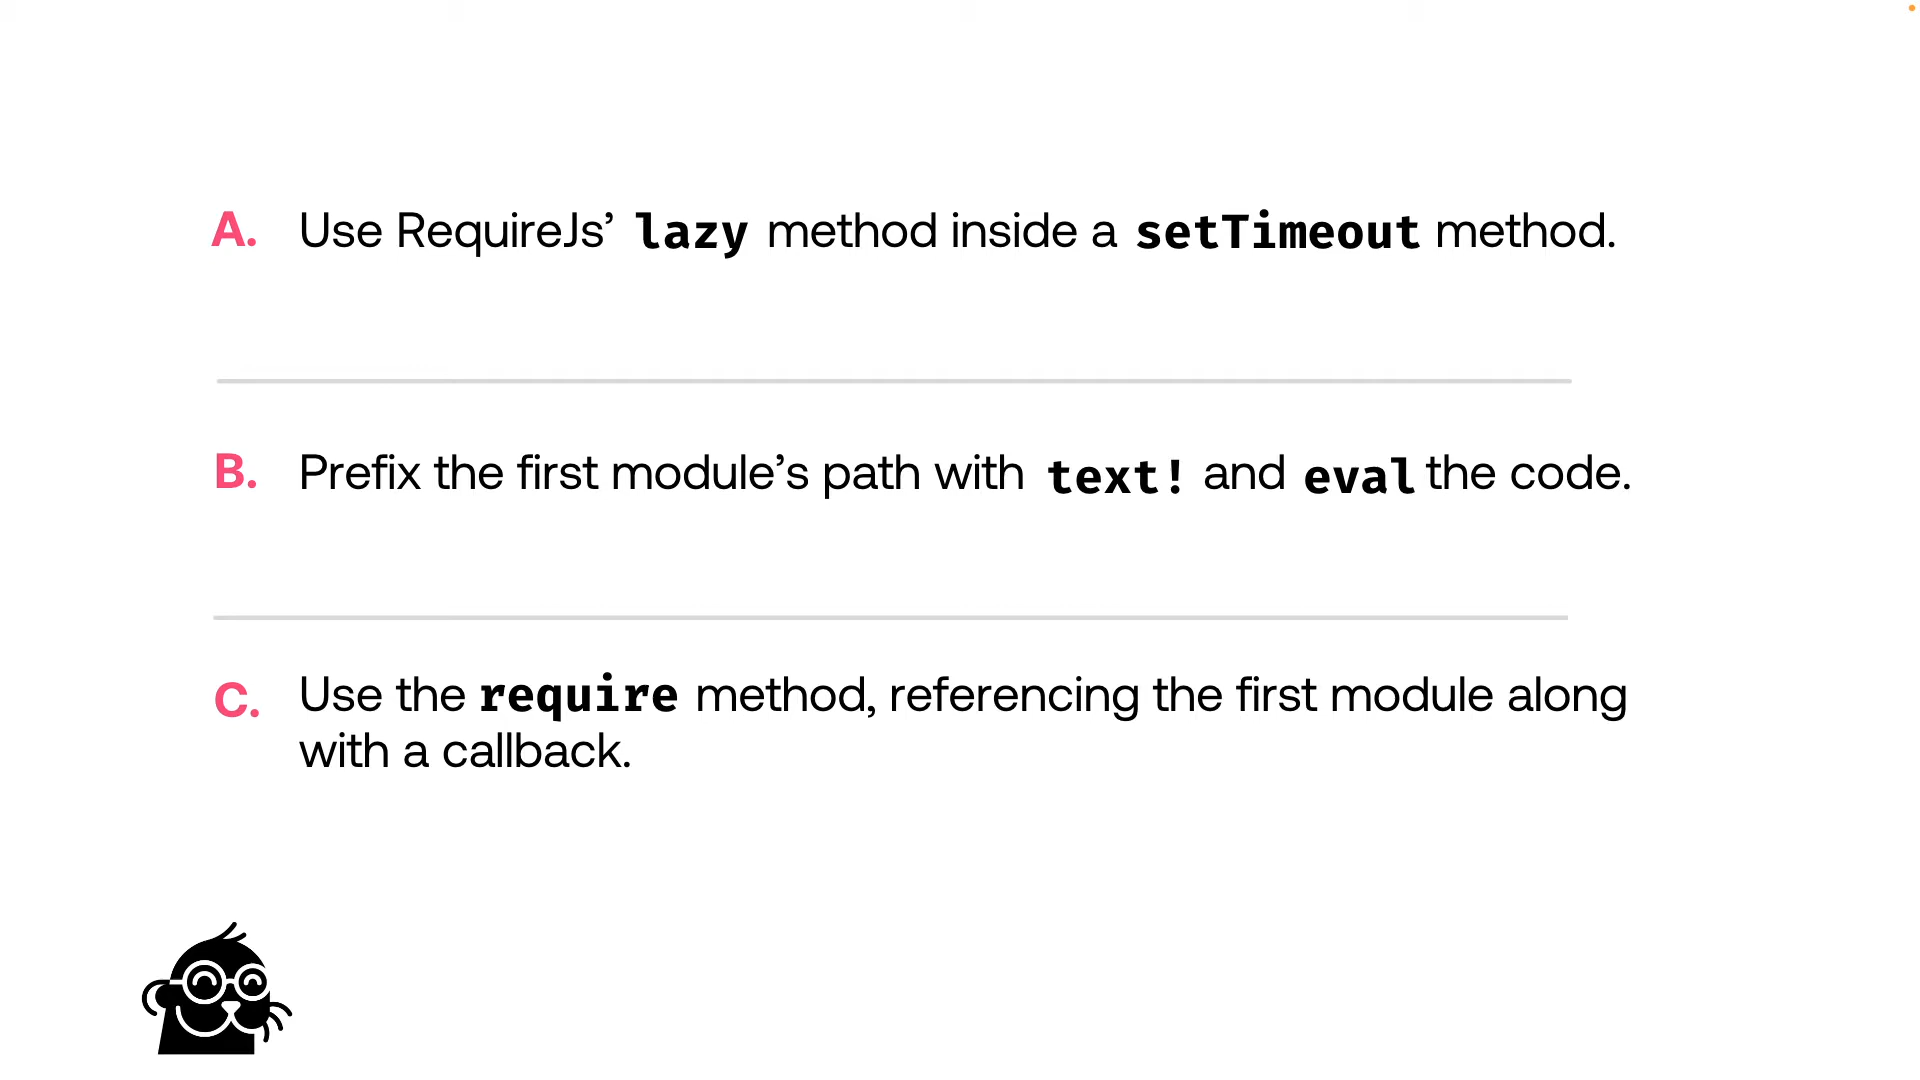 A. Use RequireJs’ lazy method inside a setTimeout method.
B. Prefix the first module’s path with text! and eval the code.
C. Use the require method, referencing the first module along
with a callback.